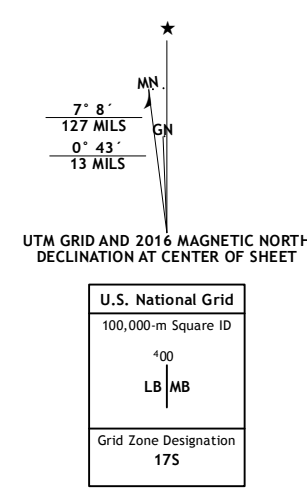 MN
7° 8´
127 MILS
GN
0° 43´
13 MILS
UTM GRID AND 2016 MAGNETIC NORTH
DECLINATION AT CENTER OF SHEET
U.S. National Grid
100,000-m Square ID
⁴00
LB MB
Grid Zone Designation
17S